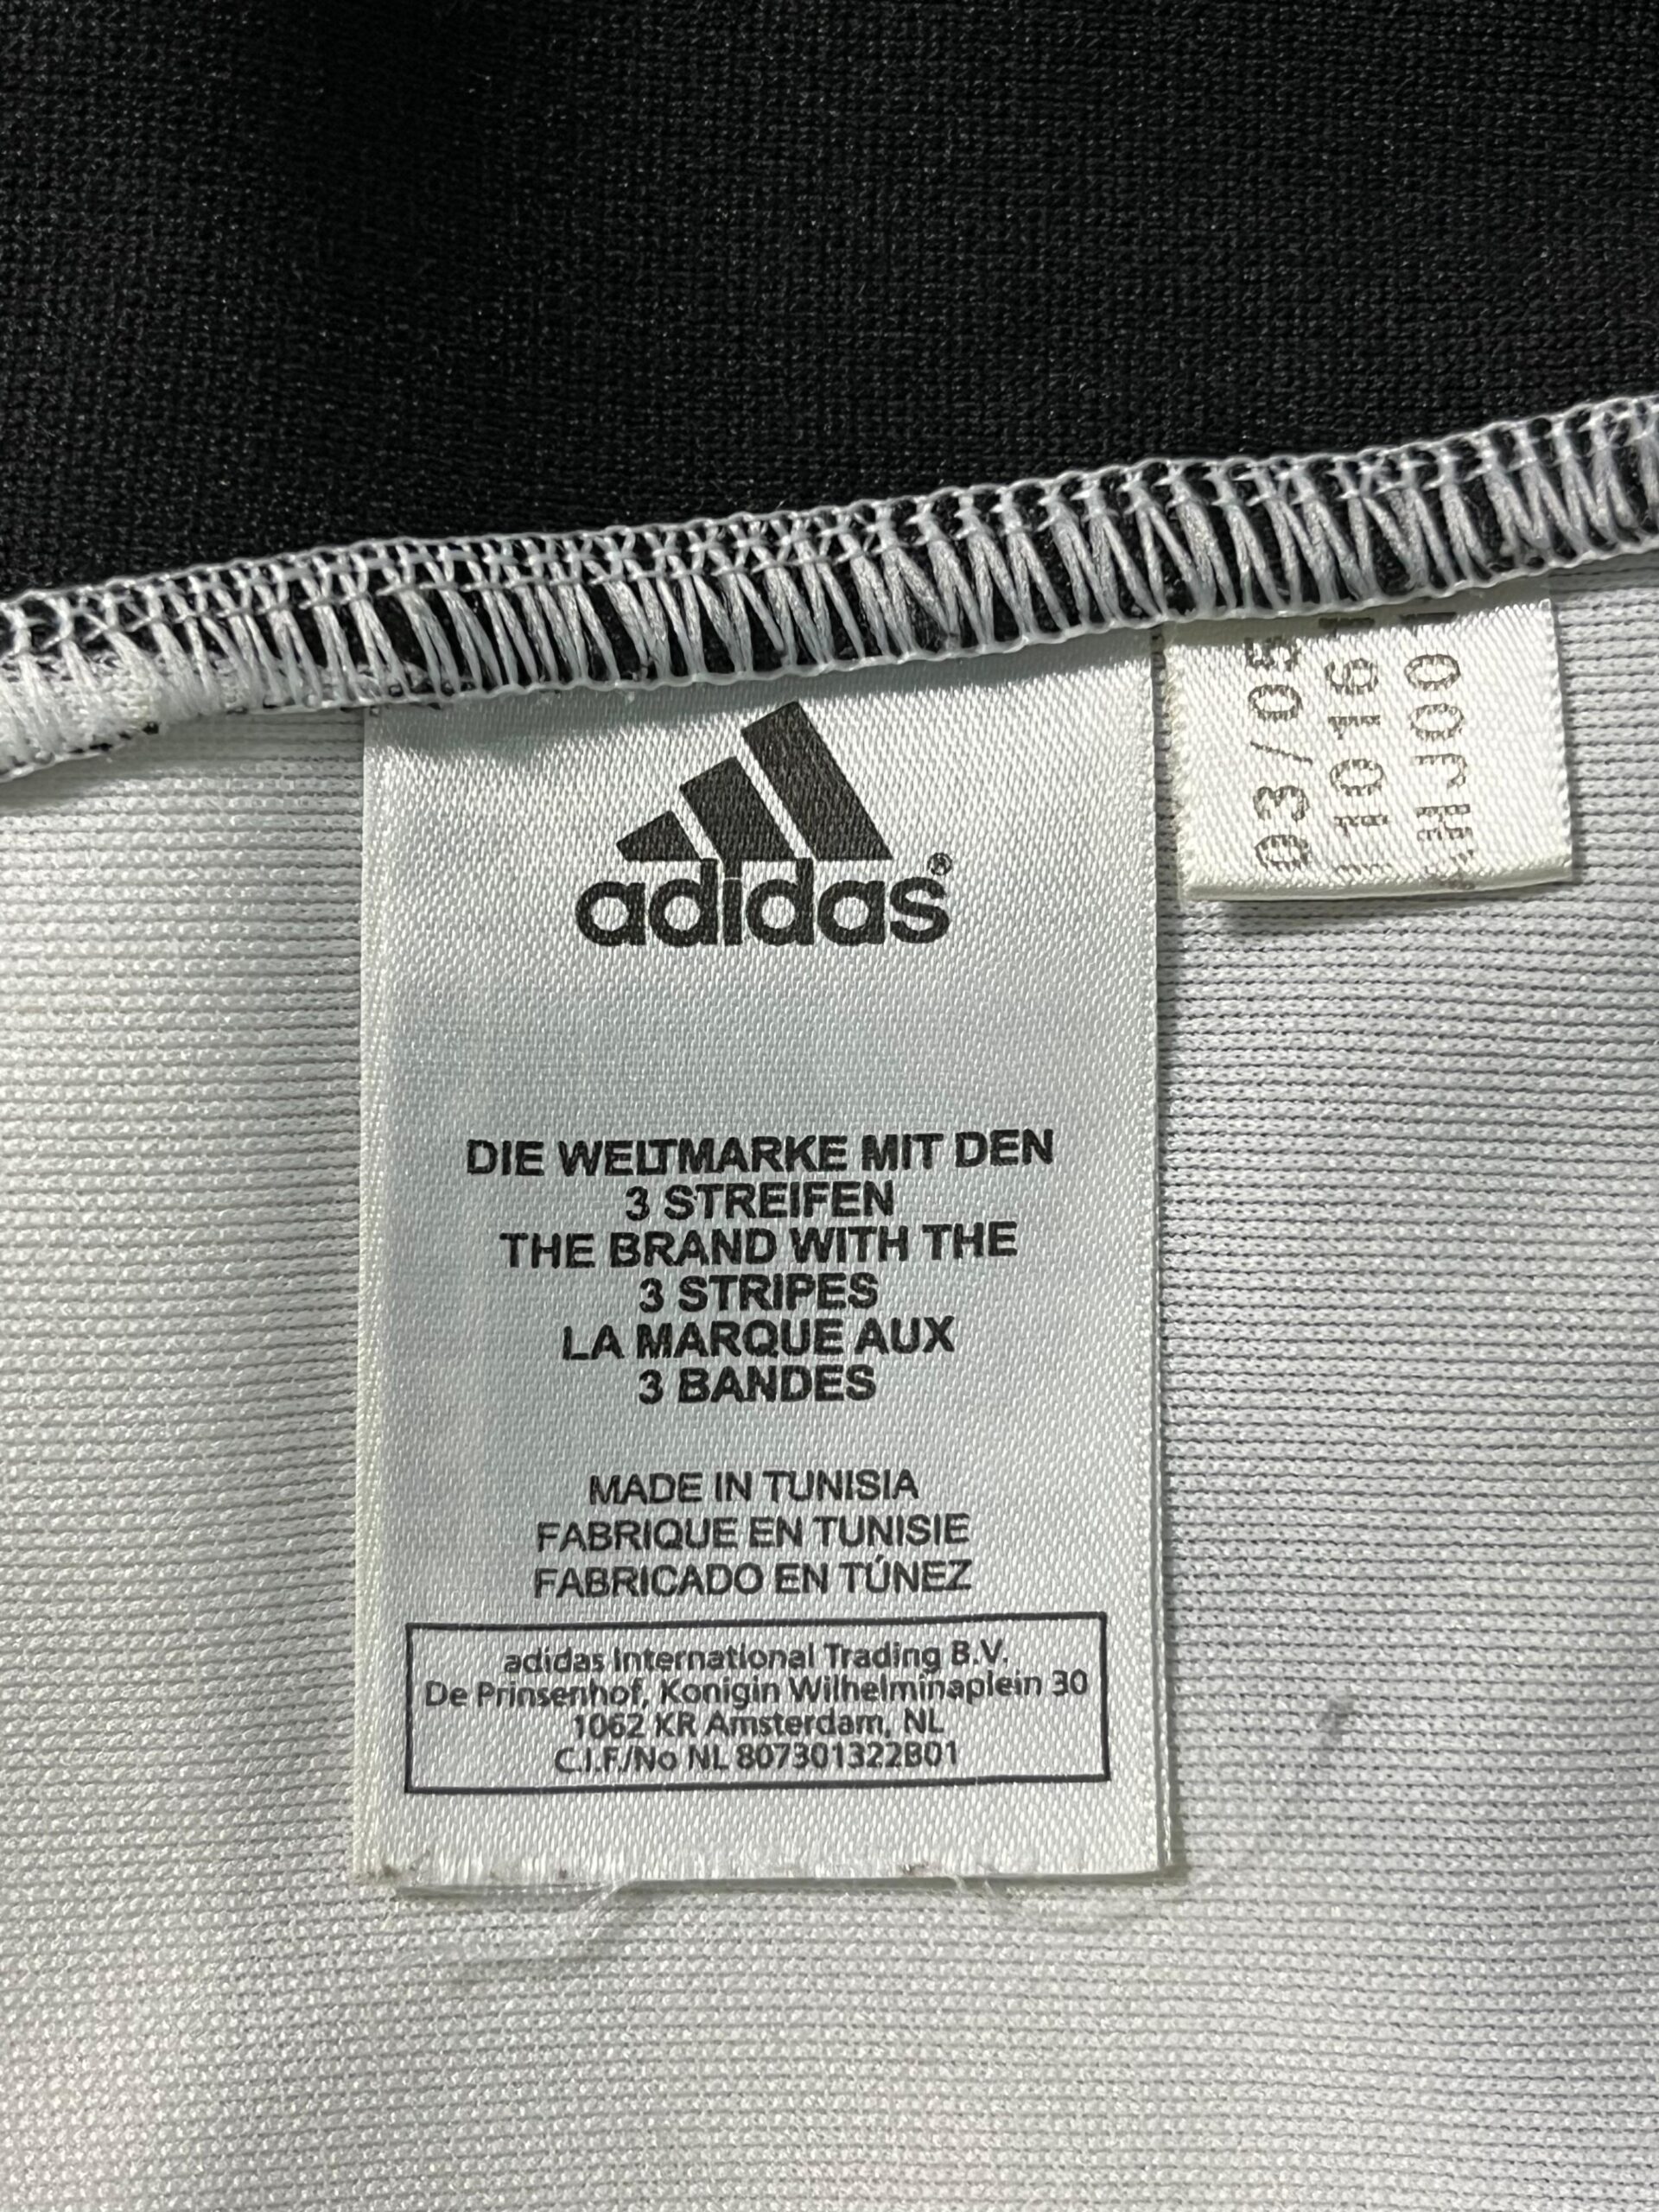 adidas®
DIE WELTMARKE MIT DEN
3 STREIFEN
THE BRAND WITH THE
3 STRIPES
LA MARQUE AUX
3 BANDES
MADE IN TUNISIA
FABRIQUE EN TUNISIE
FABRICADO EN TÚNEZ
adidas International Trading B.V.
De Prinsenhof, Konigin Wilhelminaplein 30
1062 KR Amsterdam, NL
C.I.F./No NL 807301322B01
03/05